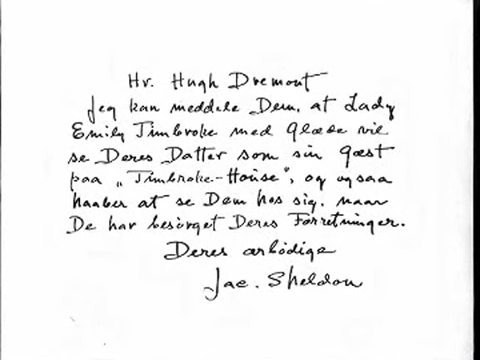 Hr. Hugh Dremont
Jeg kan meddele Dem, at Lady
Emily Timbroke med Glæde vil
se Deres Datter som sin Gæst
paa „Timbroke-House", og ogsaa
haaber at se Dem hos sig, naar
De har besørget Deres Forretninger.
Deres ærbødige
Jac. Sheldon